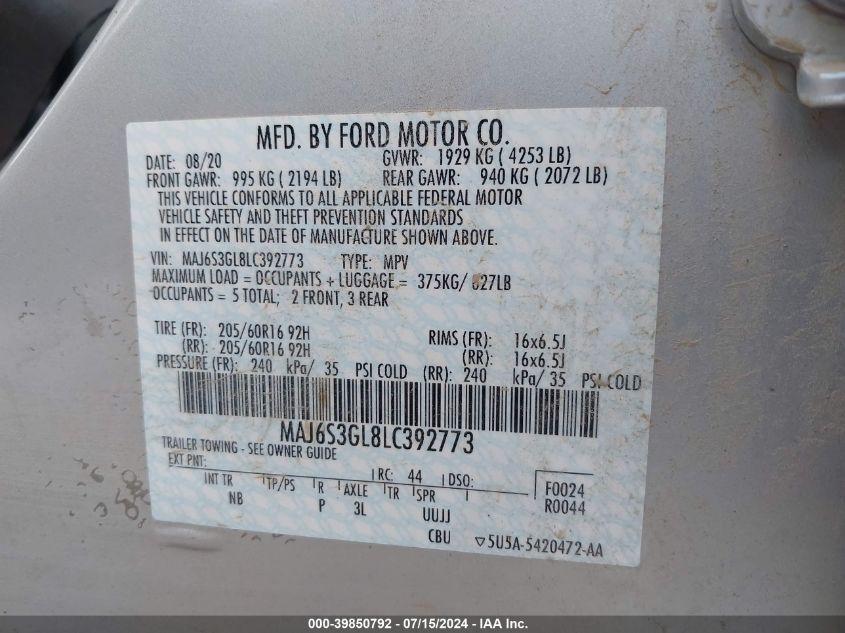 MFD. BY FORD MOTOR CO.
DATE: 08/20 GVWR: 1929 KG ( 4253 LB)
FRONT GAWR: 995 KG ( 2194 LB) REAR GAWR: 940 KG ( 2072 LB)
THIS VEHICLE CONFORMS TO ALL APPLICABLE FEDERAL MOTOR
VEHICLE SAFETY AND THEFT PREVENTION STANDARDS
IN EFFECT ON THE DATE OF MANUFACTURE SHOWN ABOVE.
VIN: MAJ6S3GL8LC392773 TYPE: MPV
MAXIMUM LOAD = OCCUPANTS + LUGGAGE = 375KG/ 827LB
OCCUPANTS = 5 TOTAL; 2 FRONT, 3 REAR
TIRE (FR): 205/60R16 92H RIMS (FR): 16x6.5J
(RR): 205/60R16 92H (RR): 16x6.5J
PRESSURE (FR): 240 kPa/ 35 PSI COLD (RR): 240 kPa/ 35 PSI COLD
MAJ6S3GL8LC392773
TRAILER TOWING - SEE OWNER GUIDE
EXT PNT: RC: 44 DSO: F0024
INT TR TP/PS R AXLE TR SPR R0044
NB P 3L UUJJ
CBU ▽5U5A-5420472-AA
000-39850792 - 07/15/2024 - IAA Inc.